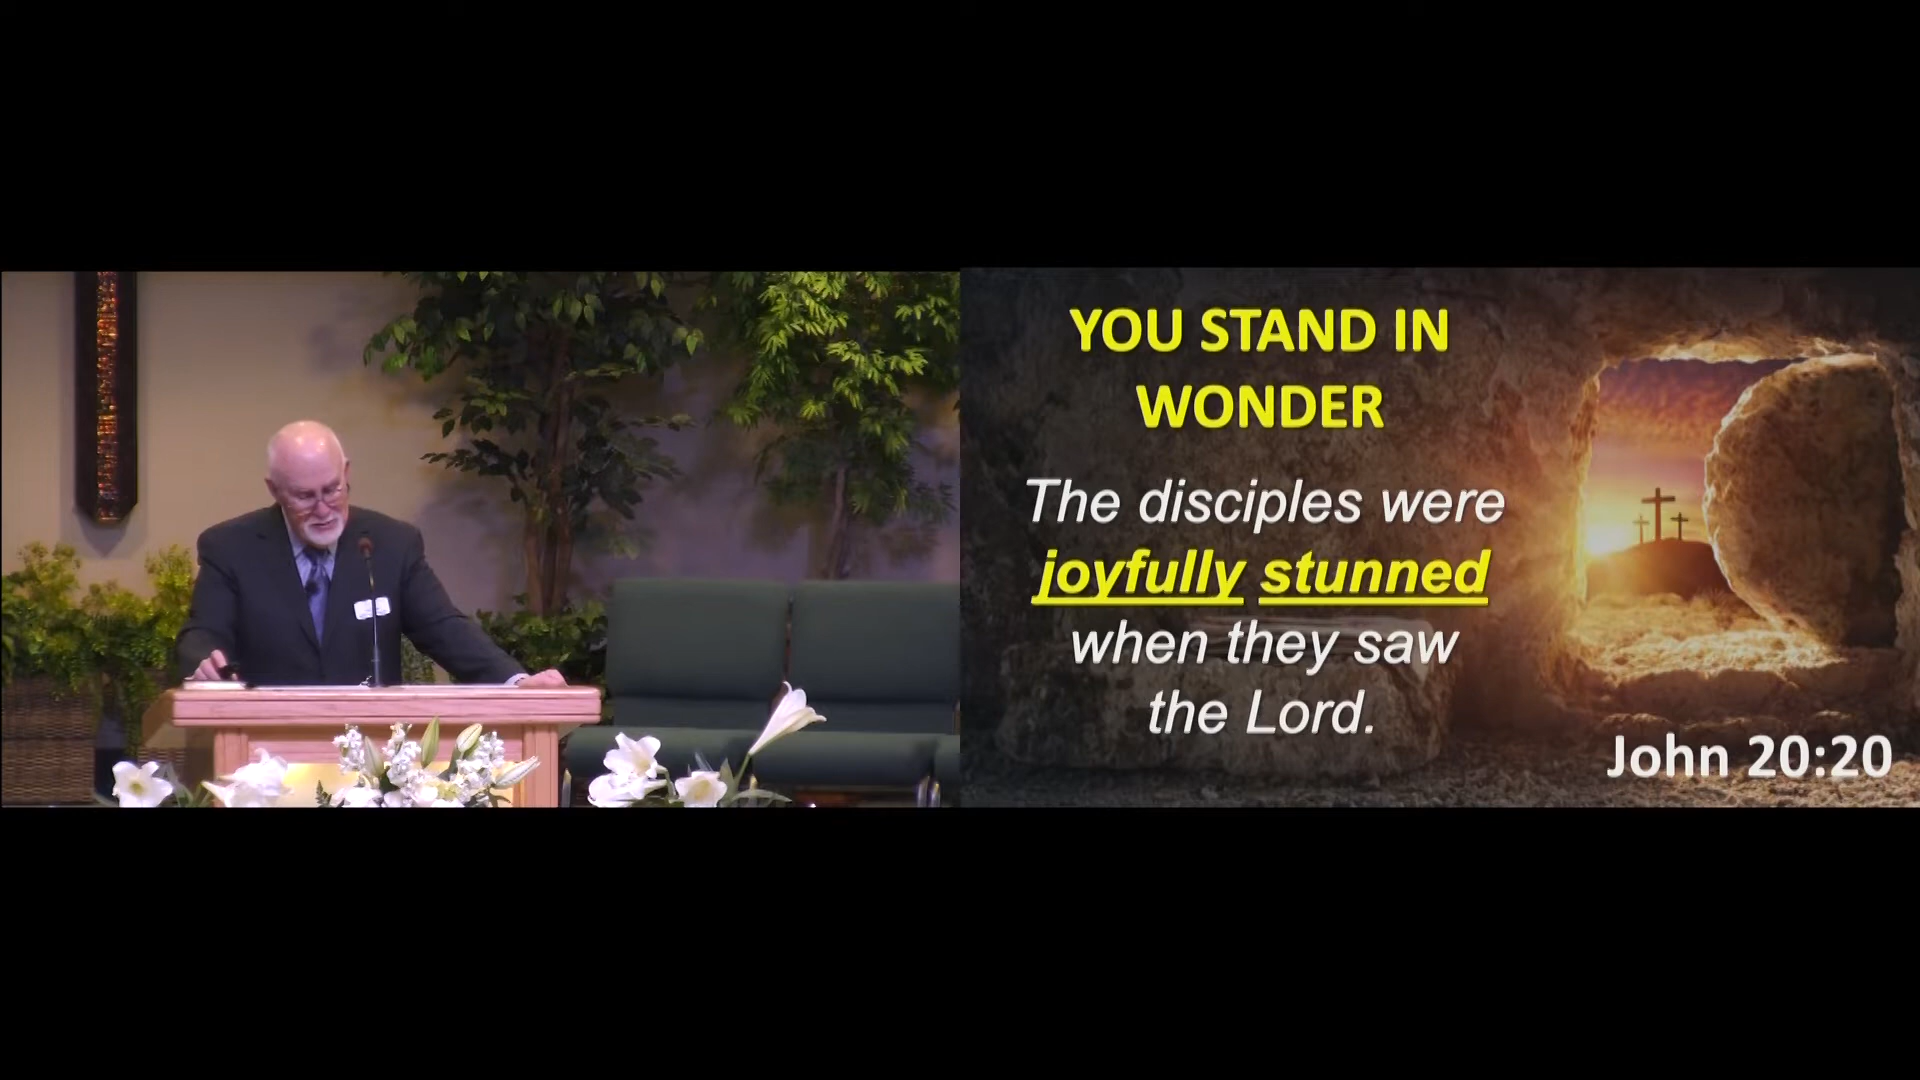 YOU STAND IN
WONDER
The disciples were
joyfully stunned
when they saw
the Lord.
John 20:20